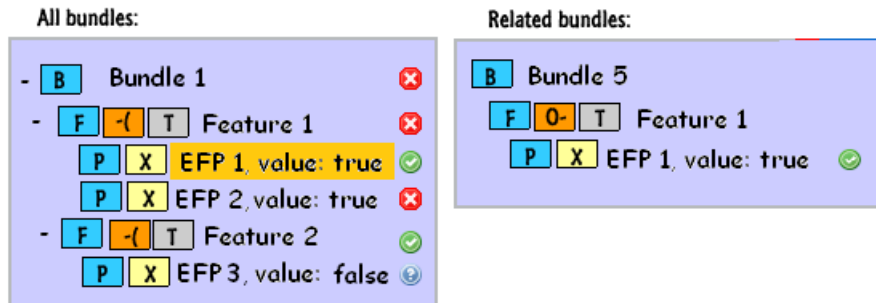 All bundles:
- B Bundle 1
- F -( T Feature 1
P X EFP 1, value: true
P X EFP 2, value: true
- F -( T Feature 2
P X EFP 3, value: false ?
Related bundles:
B Bundle 5
F O- T Feature 1
P X EFP 1, value: true